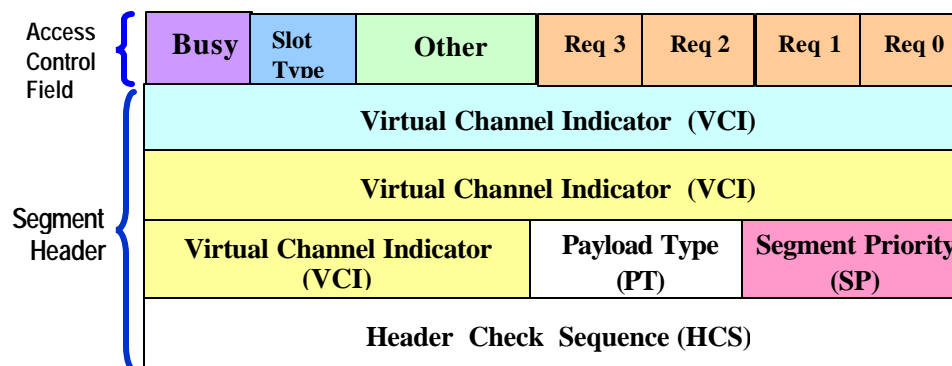 Access
Control
Field
Busy
Slot
Type
Other
Req 3
Req 2
Req 1
Req 0
Virtual Channel Indicator (VCI)
Virtual Channel Indicator (VCI)
Segment
Header
Virtual Channel Indicator
(VCI)
Payload Type
(PT)
Segment Priority
(SP)
Header Check Sequence (HCS)